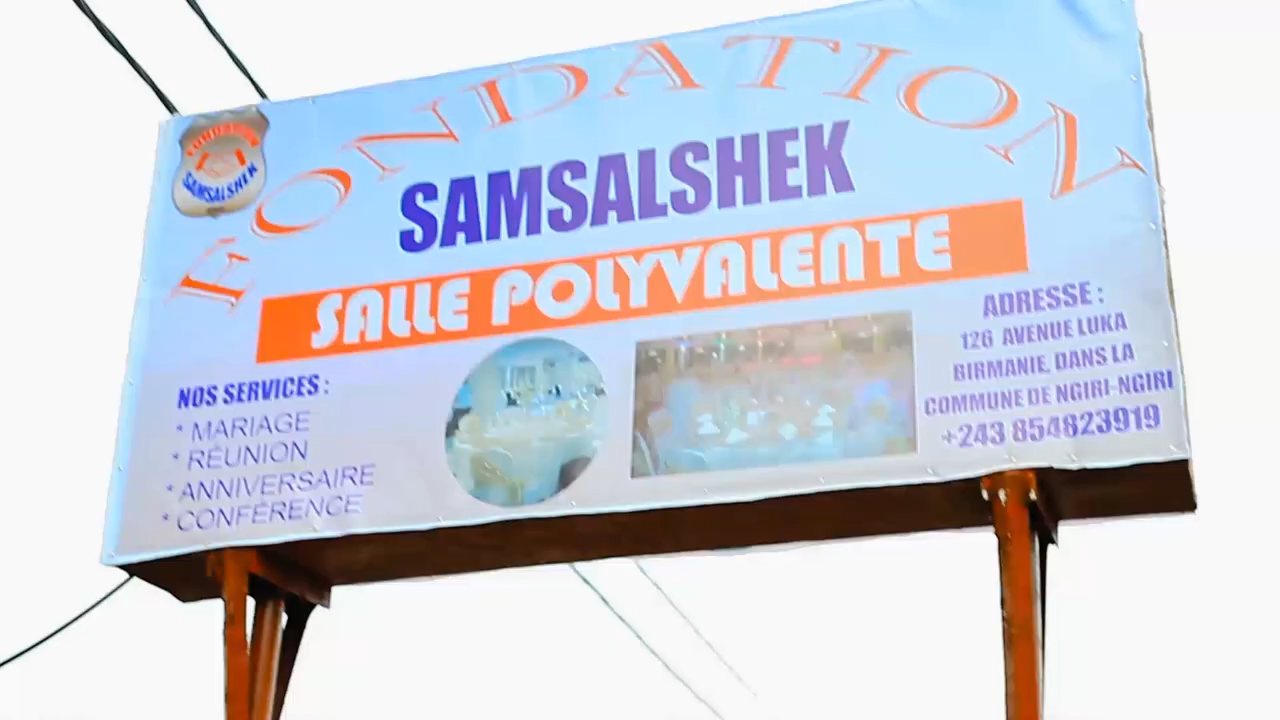 FONDATION
FONDATION
SAMSALSHEK
SAMSALSHEK
SALLE POLYVALENTE
NOS SERVICES :
* MARIAGE
* RÉUNION
* ANNIVERSAIRE
* CONFÉRENCE
ADRESSE :
126 AVENUE LUKA
BIRMANIE, DANS LA
COMMUNE DE NGIRI-NGIRI
+243 854823919